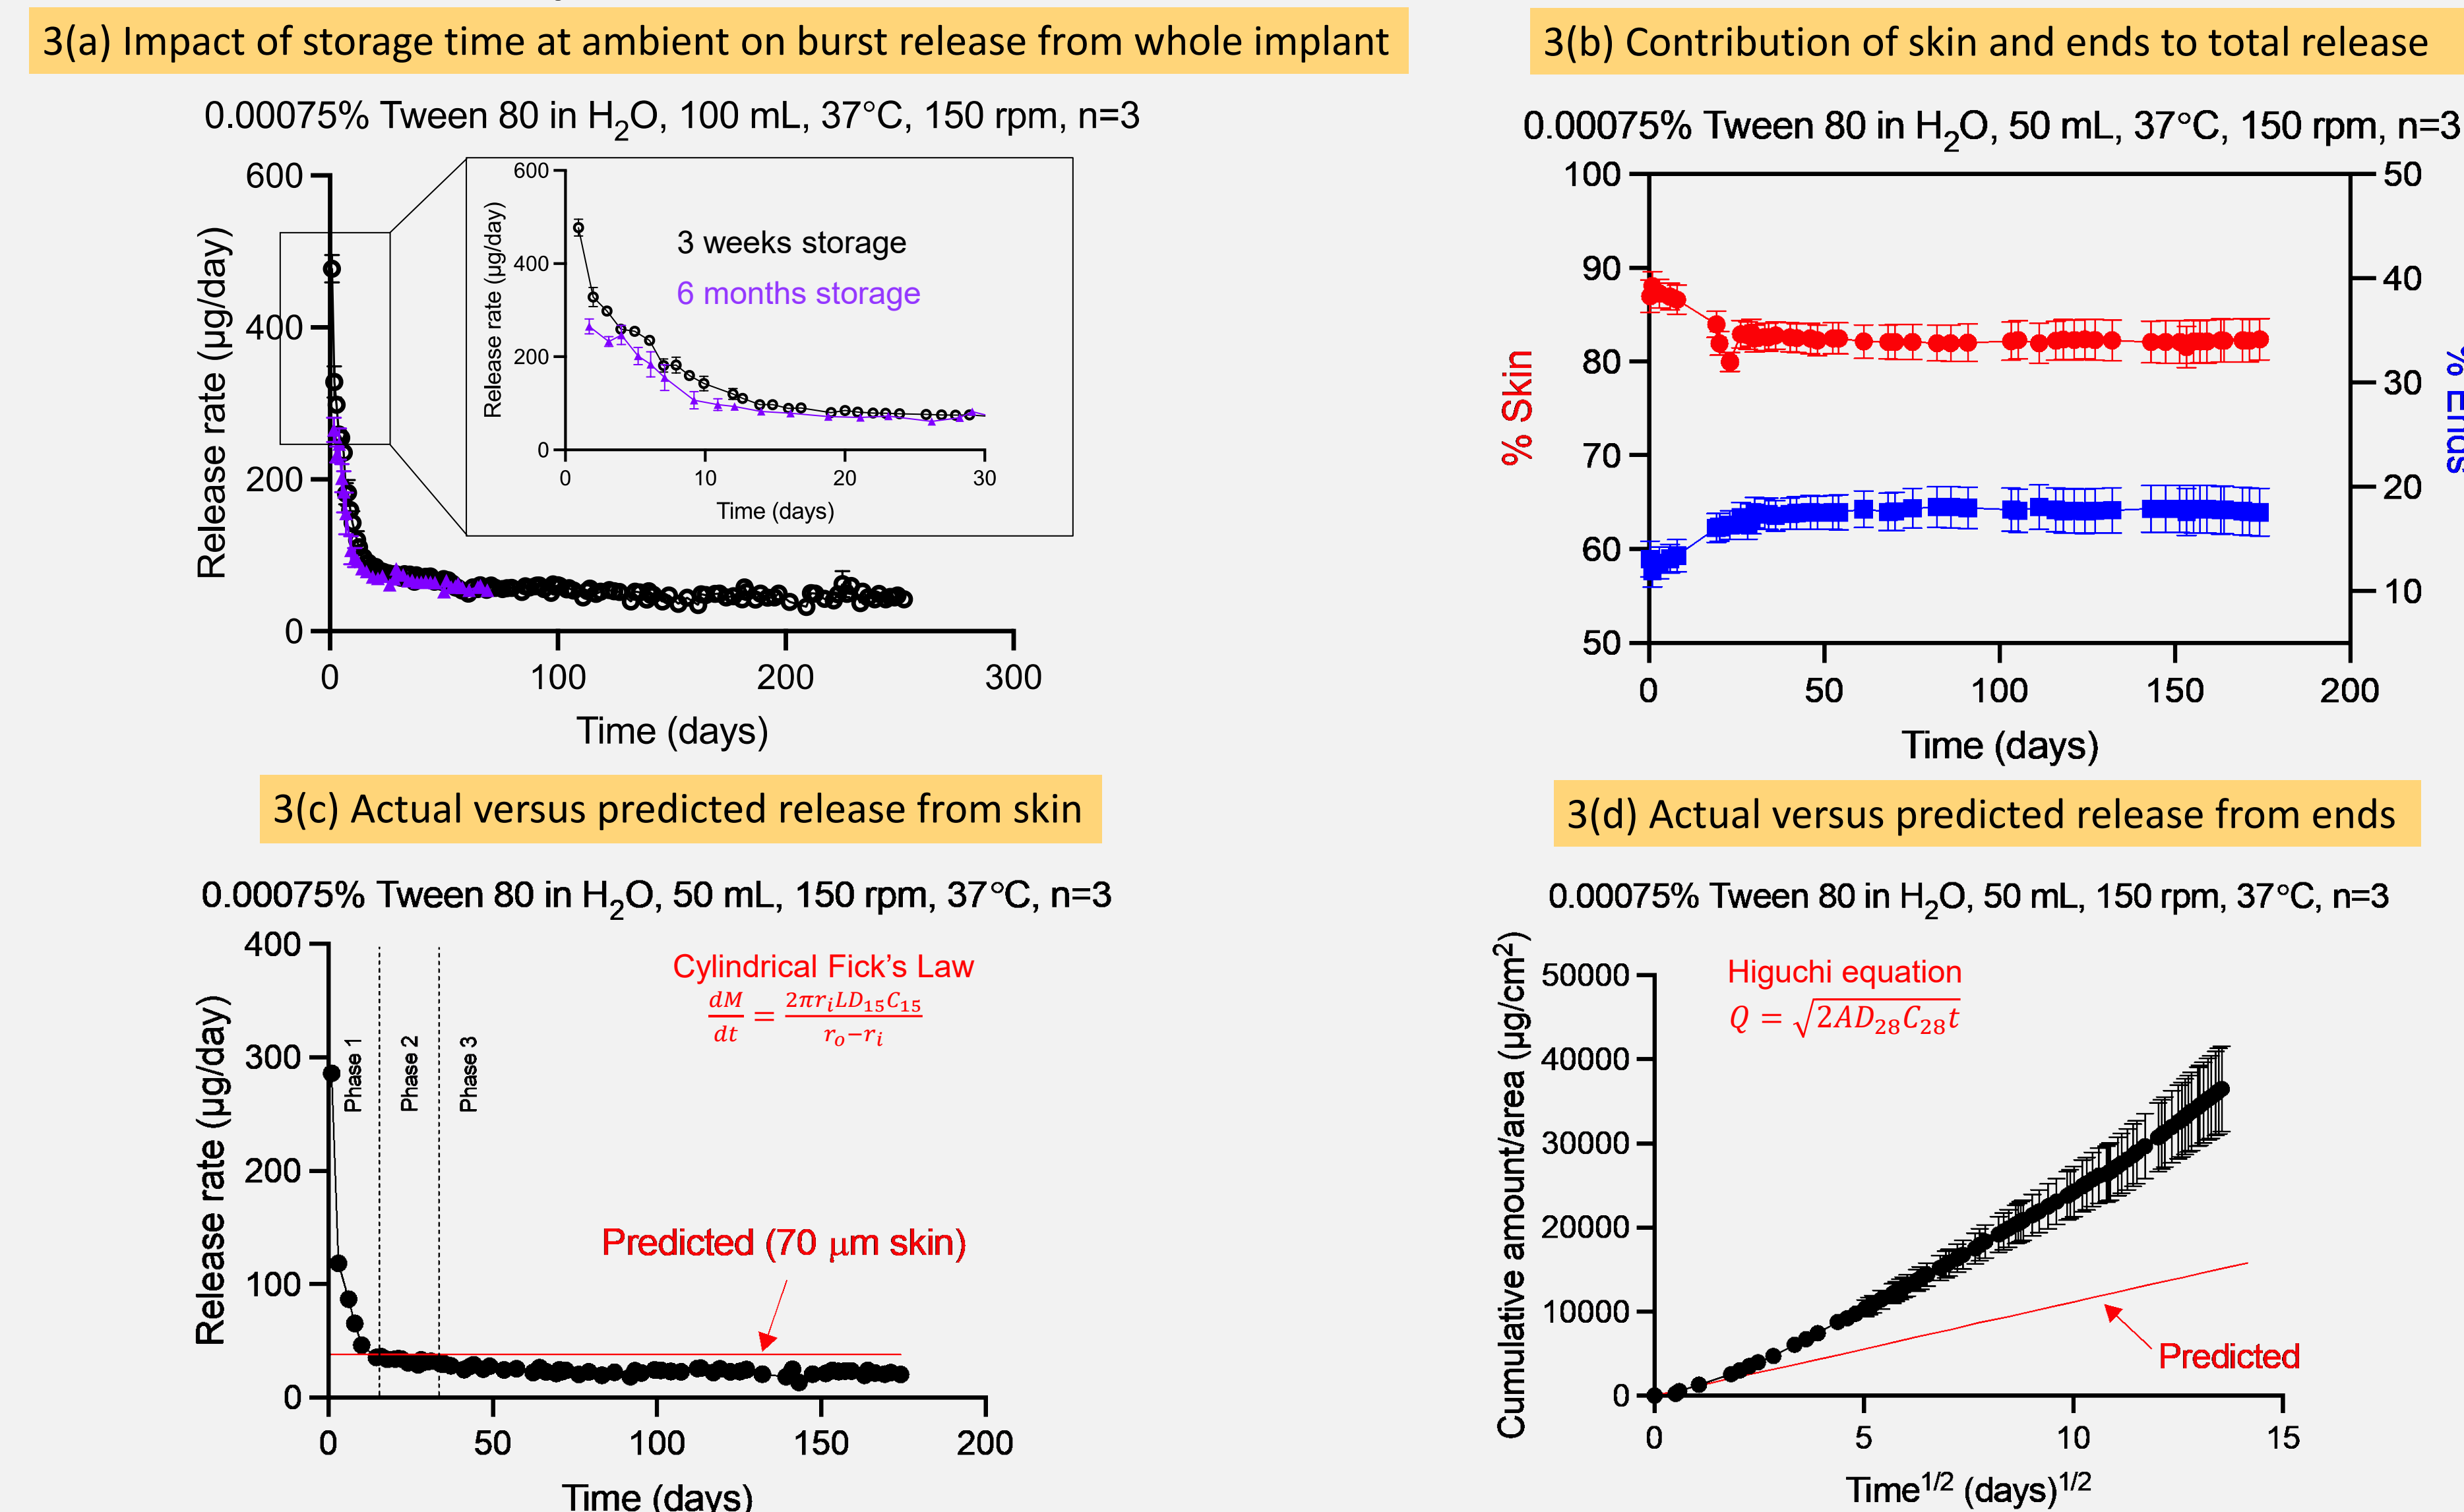 3(a) Impact of storage time at ambient on burst release from whole implant
0.00075% Tween 80 in H₂O, 100 mL, 37°C, 150 rpm, n=3
Release rate (µg/day)
600
400
200
0
0 100 200 300
Time (days)
Release rate (µg/day)
600
400
200
0
3 weeks storage
6 months storage
0 10 20 30
Time (days)
3(b) Contribution of skin and ends to total release
0.00075% Tween 80 in H₂O, 50 mL, 37°C, 150 rpm, n=3
% Skin
100
90
80
70
60
50
50
40
30
20
10
% Ends
0 50 100 150 200
Time (days)
3(c) Actual versus predicted release from skin
0.00075% Tween 80 in H₂O, 50 mL, 150 rpm, 37°C, n=3
Release rate (µg/day)
400
300
200
100
0
Phase 1
Phase 2
Phase 3
Cylindrical Fick's Law
dM/dt = 2πrᵢLD₁₅C₁₅/rₒ−rᵢ
Predicted (70 µm skin)
0 50 100 150 200
Time (days)
3(d) Actual versus predicted release from ends
0.00075% Tween 80 in H₂O, 50 mL, 150 rpm, 37°C, n=3
Cumulative amount/area (µg/cm²)
50000
40000
30000
20000
10000
0
Higuchi equation
Q = √2AD₂₈C₂₈t
Predicted
0 5 10 15
Time¹ᐟ² (days)¹ᐟ²